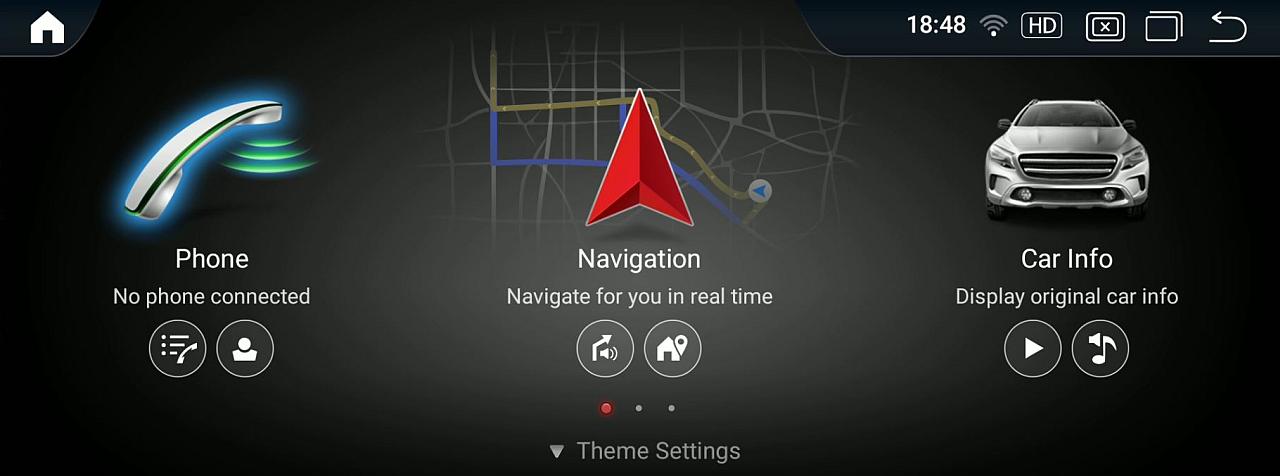 18:48 HD
Phone
No phone connected
Navigation
Navigate for you in real time
Car Info
Display original car info
Theme Settings